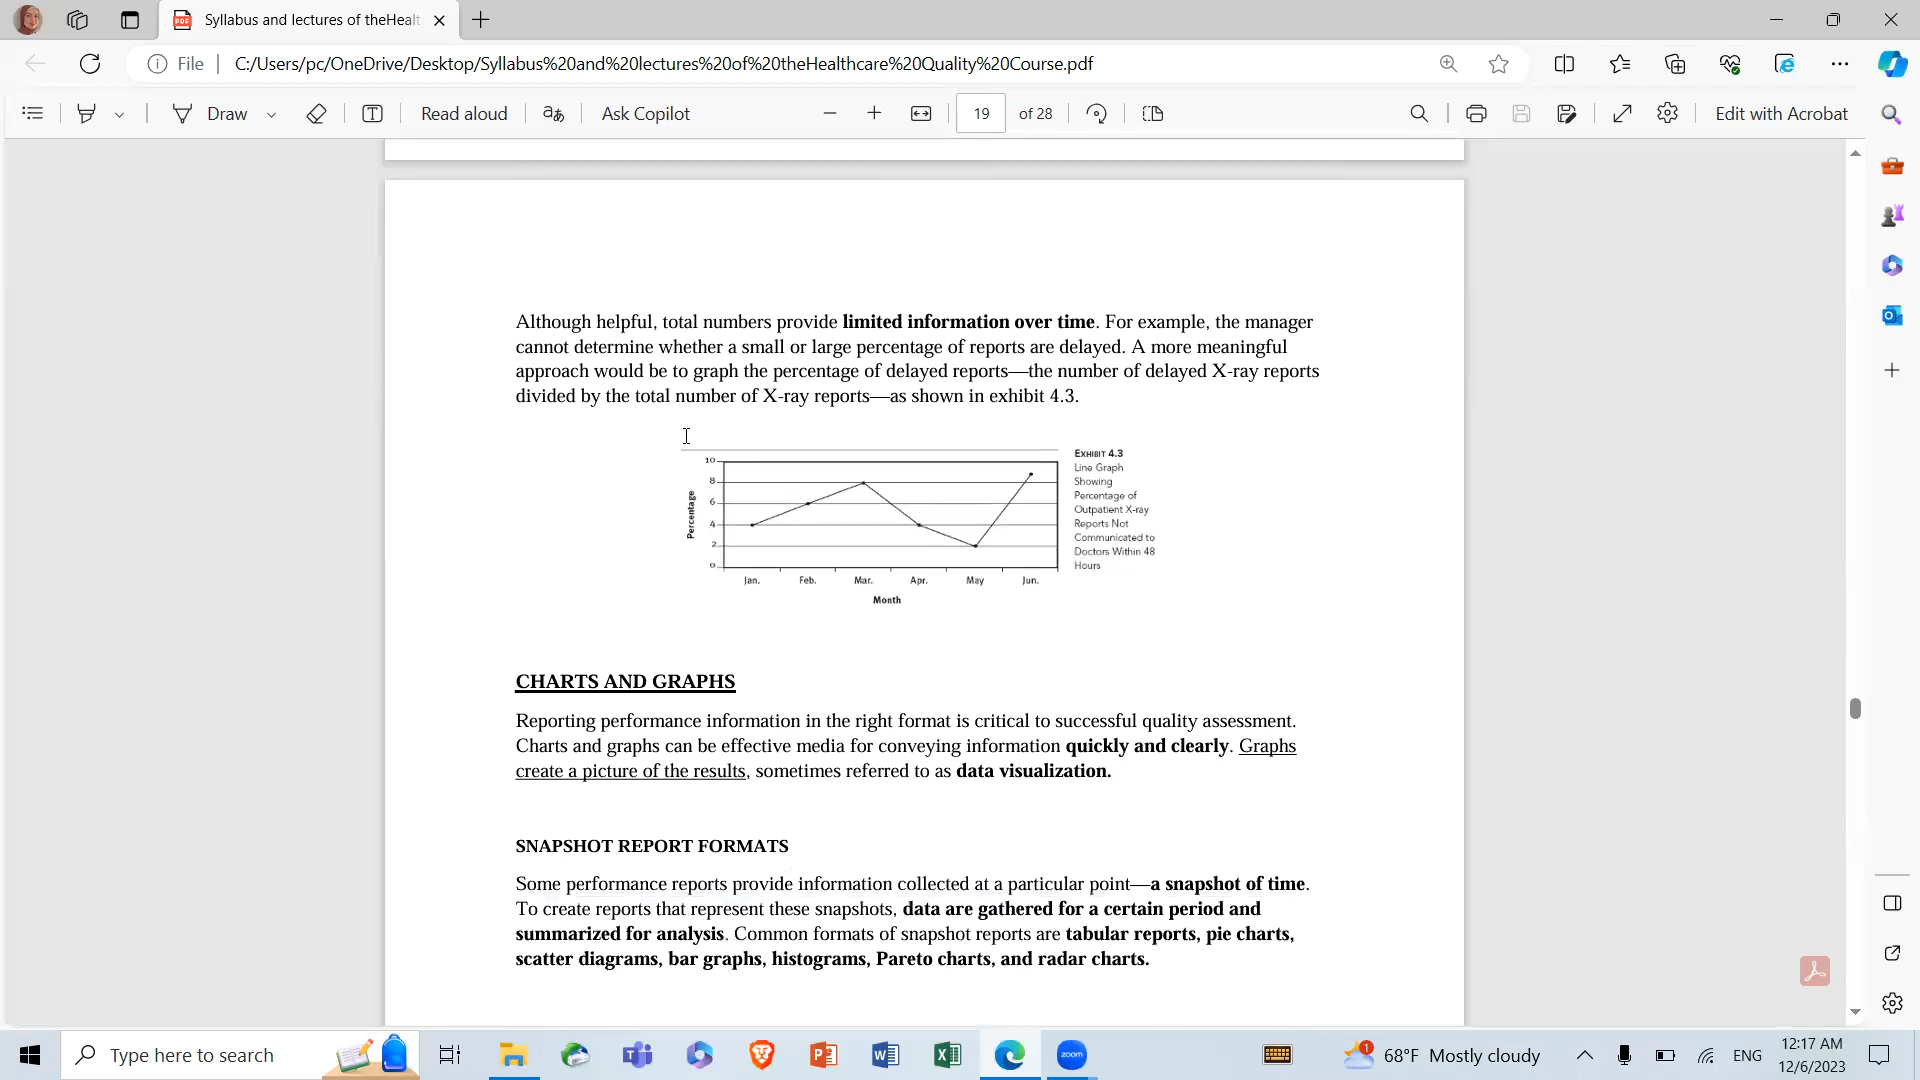 Syllabus and lectures of theHealt
File
C:/Users/pc/OneDrive/Desktop/Syllabus%20and%20lectures%20of%20theHealthcare%20Quality%20Course.pdf
Draw
Read aloud
aあ
Ask Copilot
19
of 28
Edit with Acrobat
Although helpful, total numbers provide limited information over time. For example, the manager
cannot determine whether a small or large percentage of reports are delayed. A more meaningful
approach would be to graph the percentage of delayed reports—the number of delayed X-ray reports
divided by the total number of X-ray reports—as shown in exhibit 4.3.
10
8
6
4
2
0
Percentage
Jan. Feb. Mar. Apr. May Jun.
Month
EXHIBIT 4.3
Line Graph
Showing
Percentage of
Outpatient X-ray
Reports Not
Communicated to
Doctors Within 48
Hours
CHARTS AND GRAPHS
Reporting performance information in the right format is critical to successful quality assessment.
Charts and graphs can be effective media for conveying information quickly and clearly. Graphs
create a picture of the results, sometimes referred to as data visualization.
SNAPSHOT REPORT FORMATS
Some performance reports provide information collected at a particular point—a snapshot of time.
To create reports that represent these snapshots, data are gathered for a certain period and
summarized for analysis. Common formats of snapshot reports are tabular reports, pie charts,
scatter diagrams, bar graphs, histograms, Pareto charts, and radar charts.
Type here to search
zoom
1
68°F Mostly cloudy
ENG
12:17 AM
12/6/2023